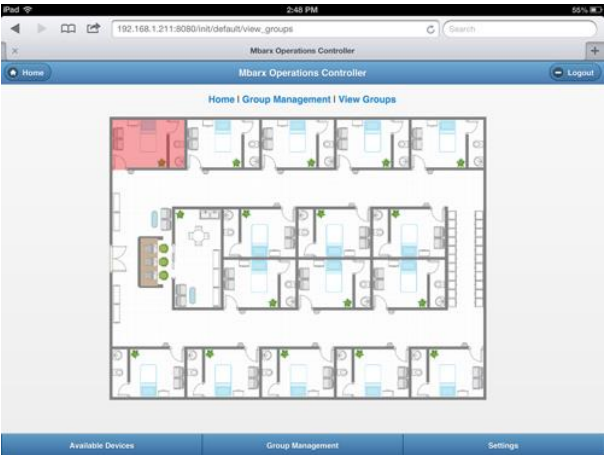 iPad 2:48 PM 55%
192.168.1.211:8080/init/default/view_groups Search
Mbarx Operations Controller
Home Mbarx Operations Controller Logout
Home | Group Management | View Groups
Available Devices Group Management Settings